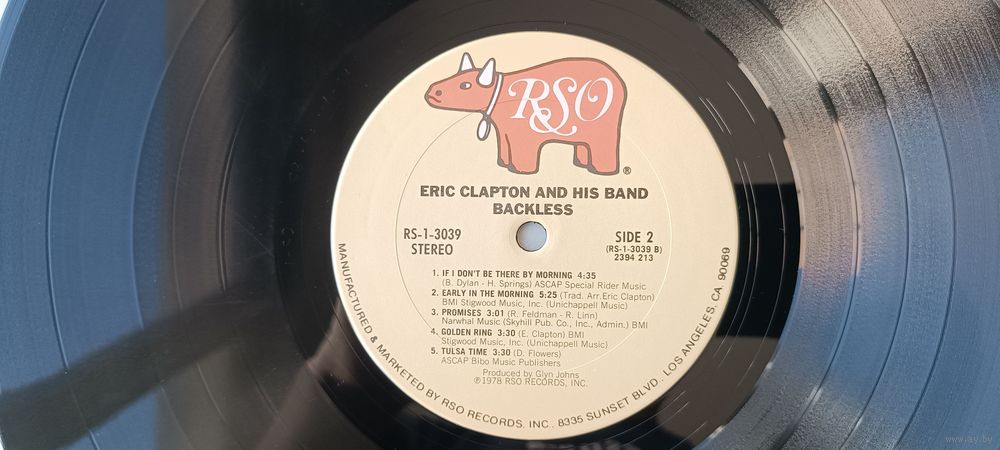 RSO
®
ERIC CLAPTON AND HIS BAND
BACKLESS
RS-1-3039
STEREO
SIDE 2
(RS-1-3039 B)
2394 213
1. IF I DON'T BE THERE BY MORNING 4:35
(B. Dylan - H. Springs) ASCAP Special Rider Music
2. EARLY IN THE MORNING 5:25 (Trad. Arr. Eric Clapton)
BMI Stigwood Music, Inc. (Unichappell Music)
3. PROMISES 3:01 (R. Feldman - R. Linn)
Narwhal Music (Skyhill Pub. Co., Inc., Admin.) BMI
4. GOLDEN RING 3:30 (E. Clapton) BMI
Stigwood Music, Inc. (Unichappell Music)
5. TULSA TIME 3:30 (D. Flowers)
ASCAP Bibo Music Publishers
Produced by Glyn Johns
℗1978 RSO RECORDS, INC.
MANUFACTURED & MARKETED BY RSO RECORDS, INC., 8335 SUNSET BLVD., LOS ANGELES, CA. 90069
www.ay.by